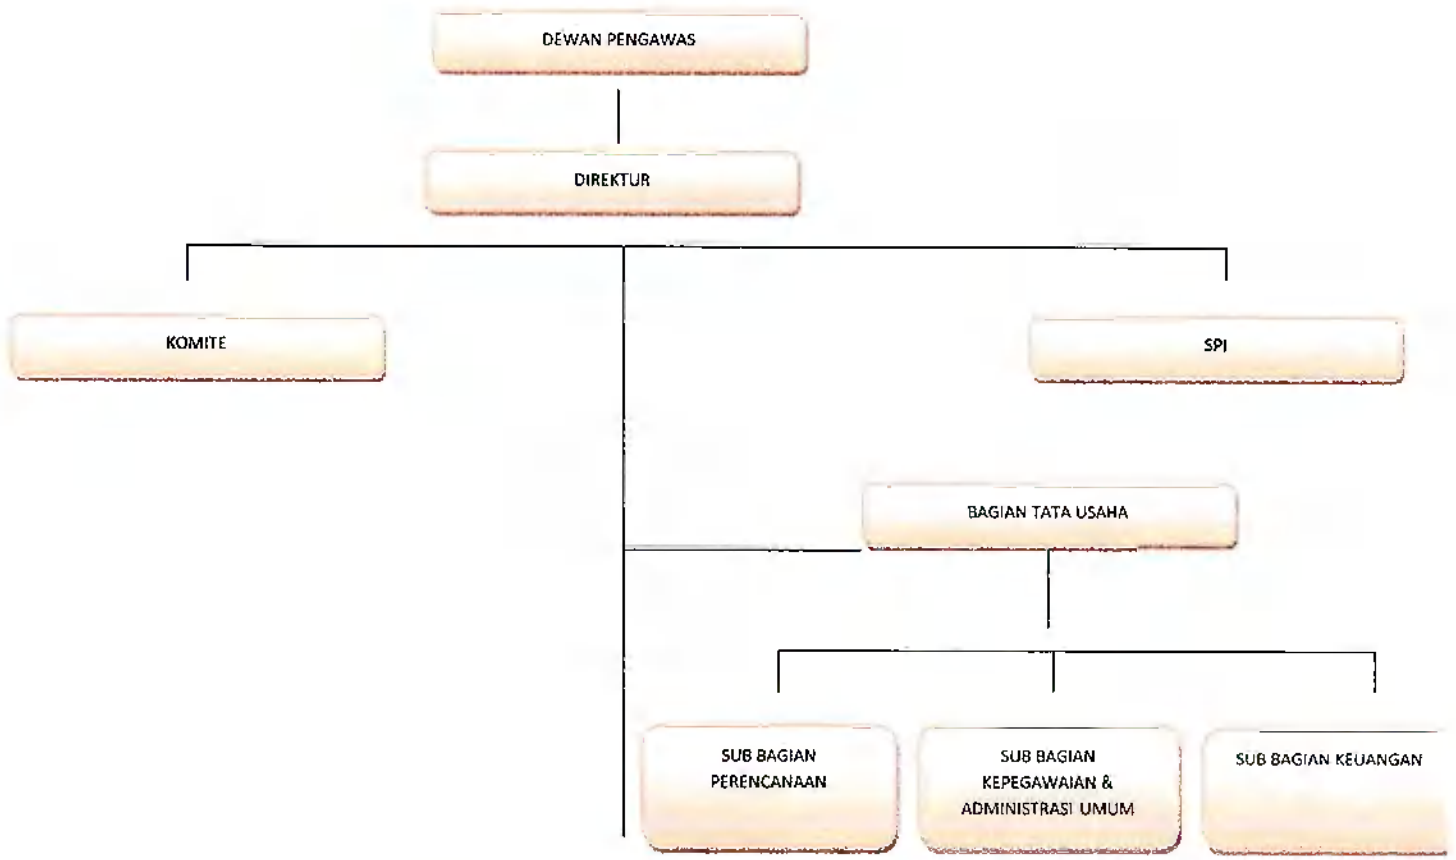 DEWAN PENGAWAS
DIREKTUR
KOMITE
SPI
BAGIAN TATA USAHA
SUB BAGIAN
PERENCANAAN
SUB BAGIAN
KEPEGAWAIAN &
ADMINISTRASI UMUM
SUB BAGIAN KEUANGAN